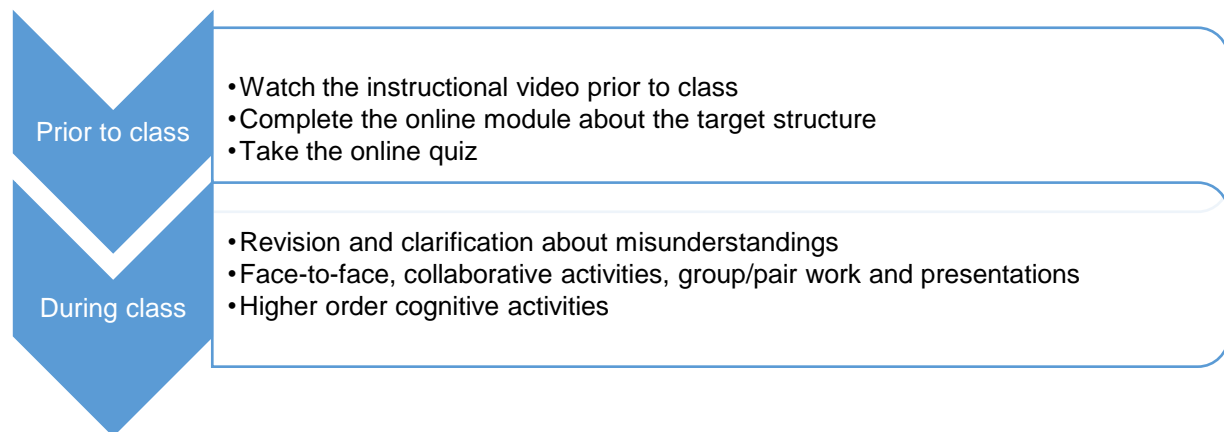 Prior to class
•Watch the instructional video prior to class
•Complete the online module about the target structure
•Take the online quiz
During class
•Revision and clarification about misunderstandings
•Face-to-face, collaborative activities, group/pair work and presentations
•Higher order cognitive activities